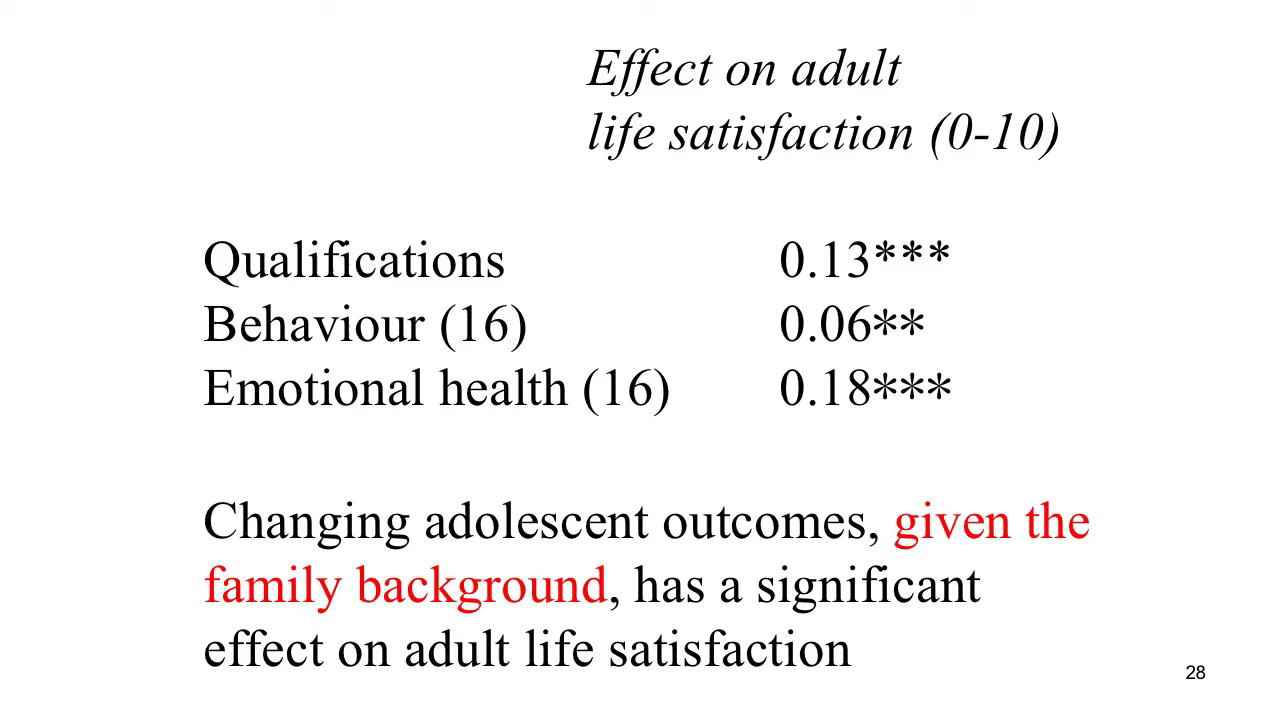 Effect on adult
life satisfaction (0-10)
Qualifications 0.13***
Behaviour (16) 0.06**
Emotional health (16) 0.18***
Changing adolescent outcomes, given the
family background, has a significant
effect on adult life satisfaction
28